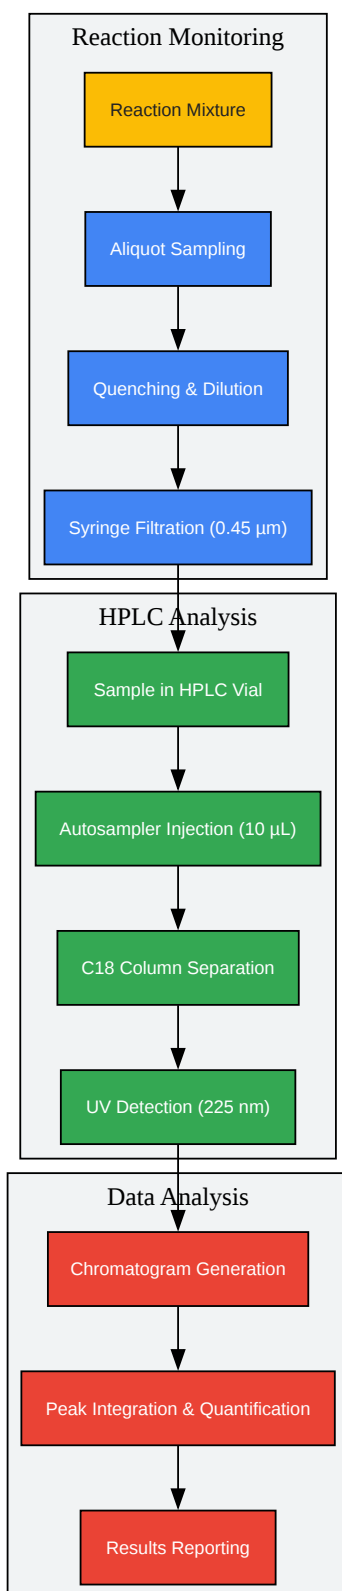 Reaction Monitoring
Reaction Mixture
Aliquot Sampling
Quenching & Dilution
Syringe Filtration (0.45 µm)
HPLC Analysis
Sample in HPLC Vial
Autosampler Injection (10 µL)
C18 Column Separation
UV Detection (225 nm)
Data Analysis
Chromatogram Generation
Peak Integration & Quantification
Results Reporting